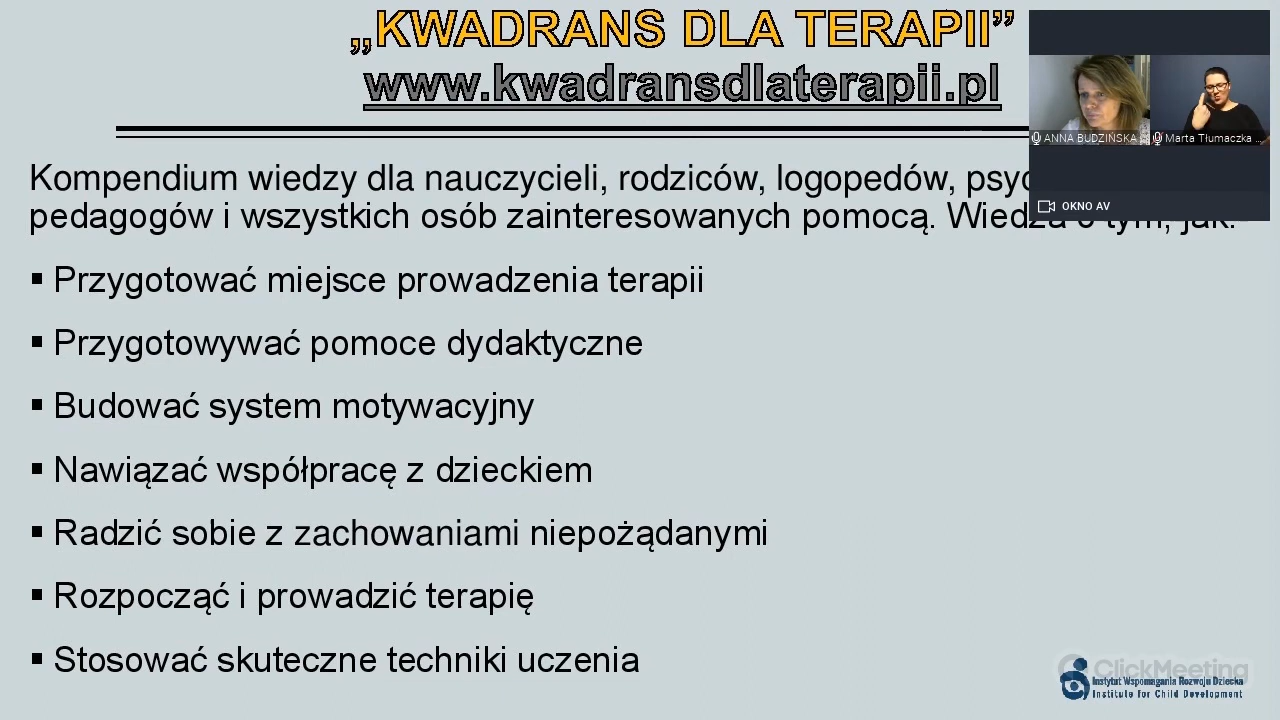 „KWADRANS DLA TERAPII”
www.kwadransdlaterapii.pl
ANNA BUDZIŃSKA
Marta Tłumaczka ...
OKNO AV
Kompendium wiedzy dla nauczycieli, rodziców, logopedów,
pedagogów i wszystkich osób zainteresowanych pomocą. Wiedza o tym, jak:
▪ Przygotować miejsce prowadzenia terapii
▪ Przygotowywać pomoce dydaktyczne
▪ Budować system motywacyjny
▪ Nawiązać współpracę z dzieckiem
▪ Radzić sobie z zachowaniami niepożądanymi
▪ Rozpocząć i prowadzić terapię
▪ Stosować skuteczne techniki uczenia
ClickMeeting
Instytut Wspomagania Rozwoju Dziecka
Institute for Child Development